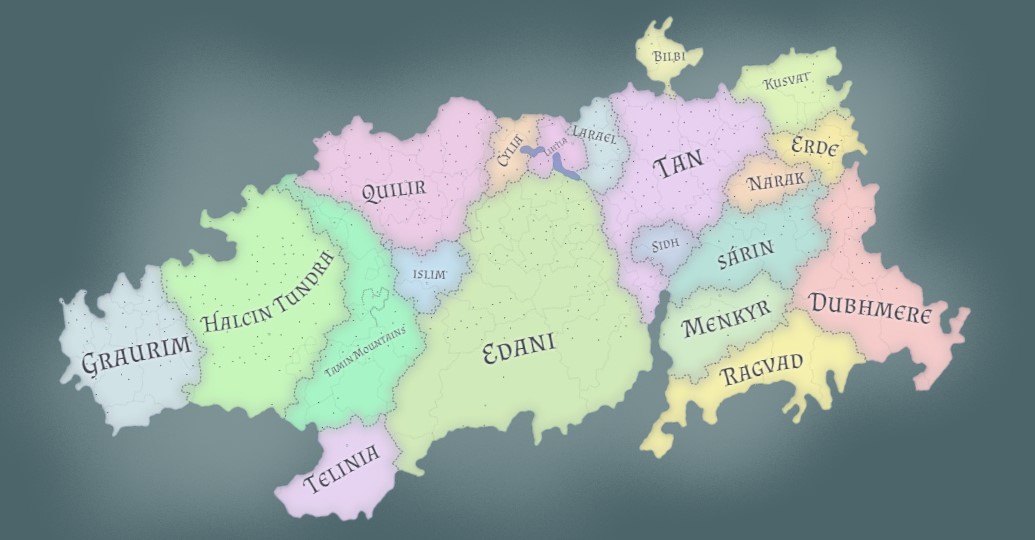 Bilbi
Kusvat
Cylia
Larael
Erde
Tan
Quilir
Narak
Sidh
Sárin
Islim
Halcin Tundra
Dubhmere
Menkyr
Graurim
Tamin Mountains
Edani
Ragvad
Telinia